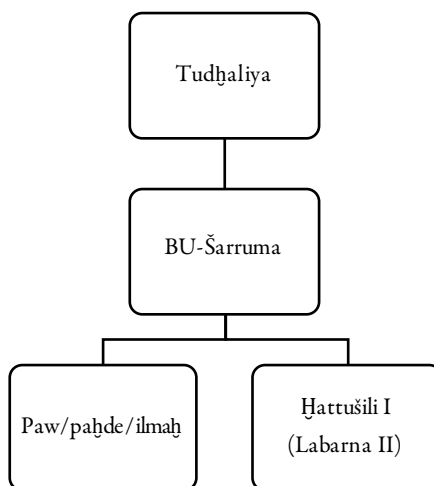 Tudḫaliya
BU-Šarruma
Paw/paḫde/ilmaḫ
Ḫattušili I
(Labarna II)